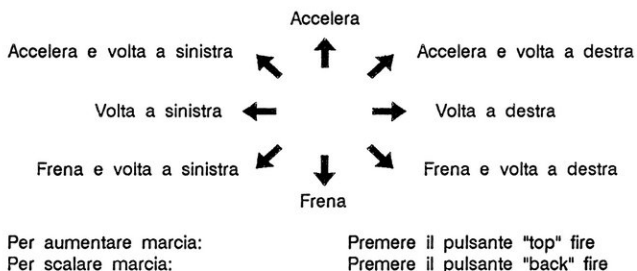 Accelera
Accelera e volta a sinistra
Accelera e volta a destra
Volta a sinistra
Volta a destra
Frena e volta a sinistra
Frena e volta a destra
Frena
Per aumentare marcia: Premere il pulsante "top" fire
Per scalare marcia: Premere il pulsante "back" fire